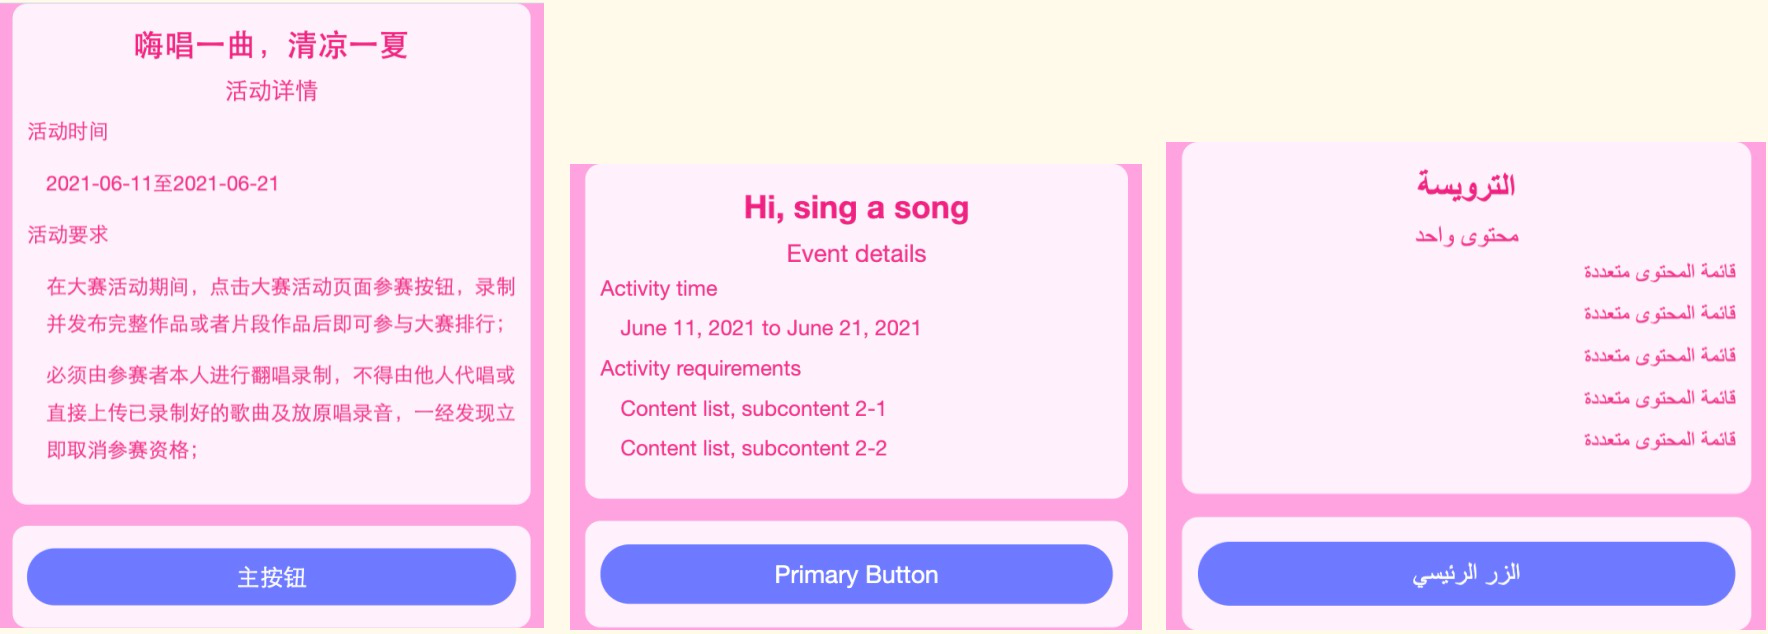 嗨唱一曲，清凉一夏
活动详情
活动时间
2021-06-11至2021-06-21
活动要求
在大赛活动期间，点击大赛活动页面参赛按钮，录制
并发布完整作品或者片段作品后即可参与大赛排行；
必须由参赛者本人进行翻唱录制，不得由他人代唱或
直接上传已录制好的歌曲及放原唱录音，一经发现立
即取消参赛资格；
主按钮
Hi, sing a song
Event details
Activity time
June 11, 2021 to June 21, 2021
Activity requirements
Content list, subcontent 2-1
Content list, subcontent 2-2
Primary Button
الترويسة
محتوى واحد
قائمة المحتوى متعددة
قائمة المحتوى متعددة
قائمة المحتوى متعددة
قائمة المحتوى متعددة
قائمة المحتوى متعددة
الزر الرئيسي